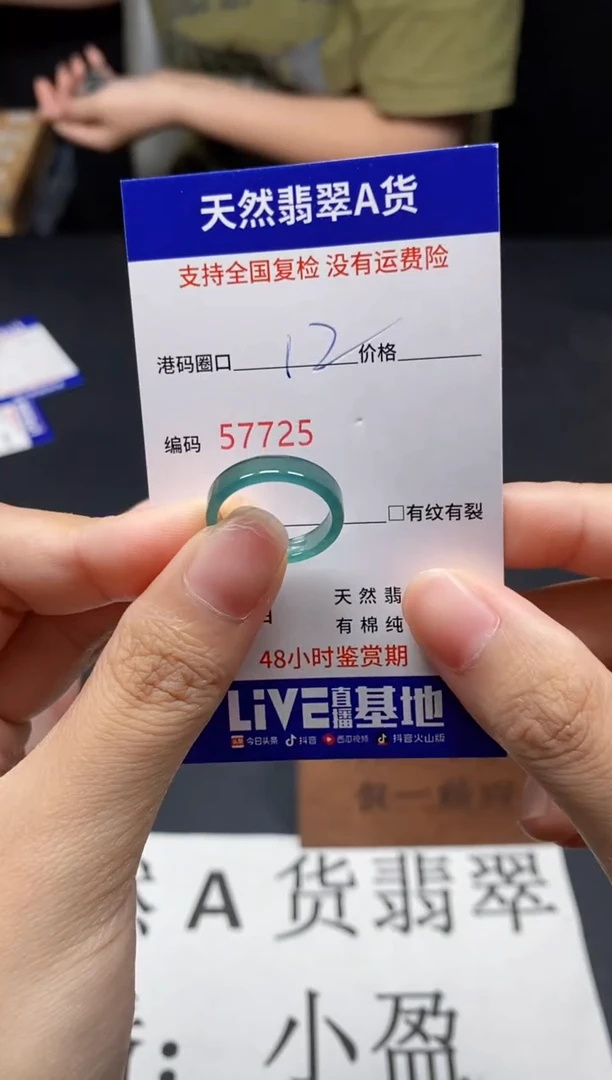 天然翡翠A货
支持全国复检 没有运费险
港码圈口 12 价格
编码 57725
□有纹有裂
天然翡
有棉纯
48小时鉴赏期
LiVE直播基地
头条 今日头条 抖音 西瓜视频 抖音火山版
A货翡翠
：小盈